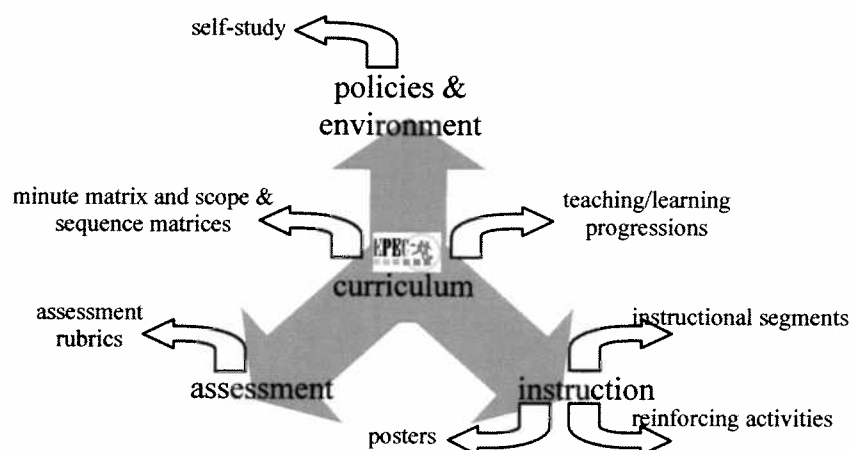 self-study
policies &
environment
minute matrix and scope &
sequence matrices
teaching/learning
progressions
EPEC
curriculum
assessment
rubrics
instructional segments
assessment
instruction
posters
reinforcing activities